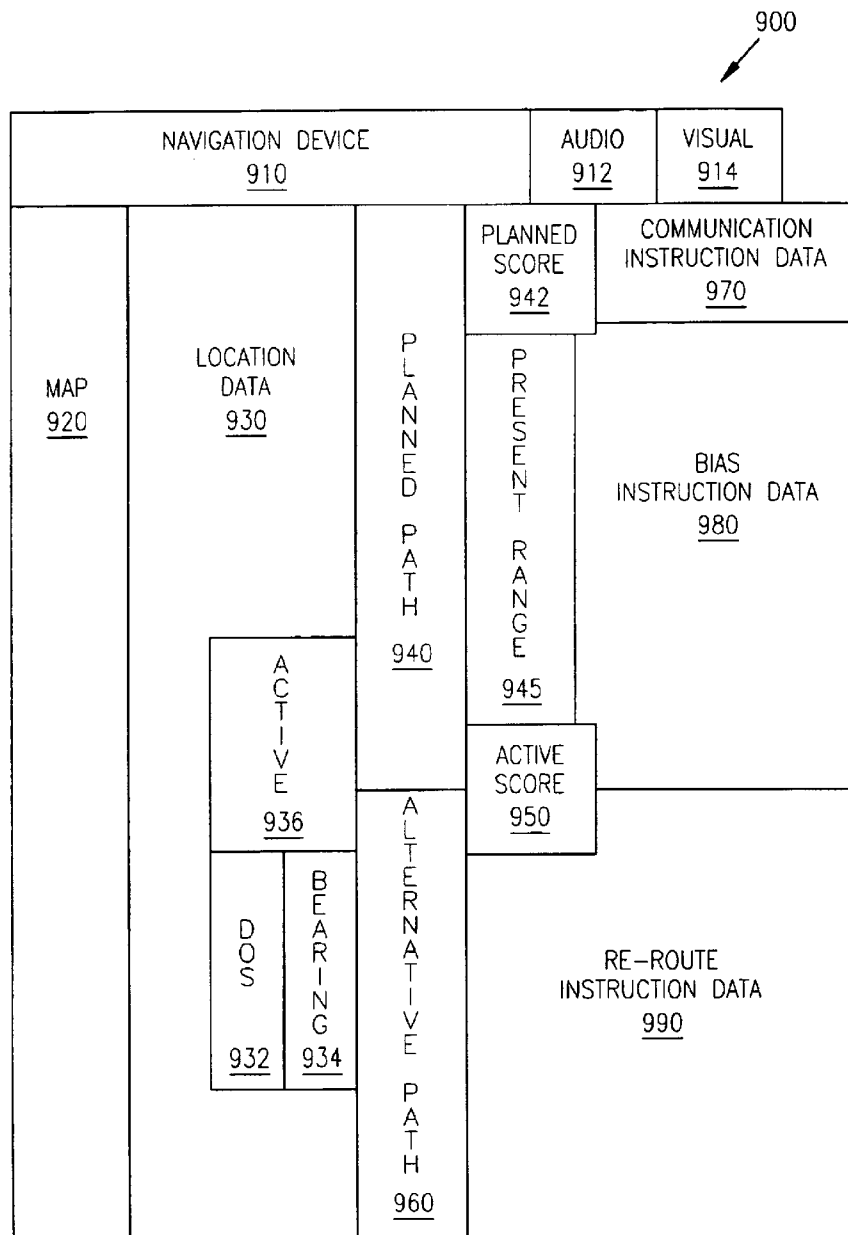 900
NAVIGATION DEVICE
910
AUDIO
912
VISUAL
914
MAP
920
LOCATION
DATA
930
PLANNED PATH
940
PLANNED
SCORE
942
COMMUNICATION
INSTRUCTION DATA
970
PRESENT RANGE
945
BIAS
INSTRUCTION DATA
980
ACTIVE
936
DOS
932
BEARING
934
ACTIVE
SCORE
950
ALTERNATIVE PATH
960
RE-ROUTE
INSTRUCTION DATA
990